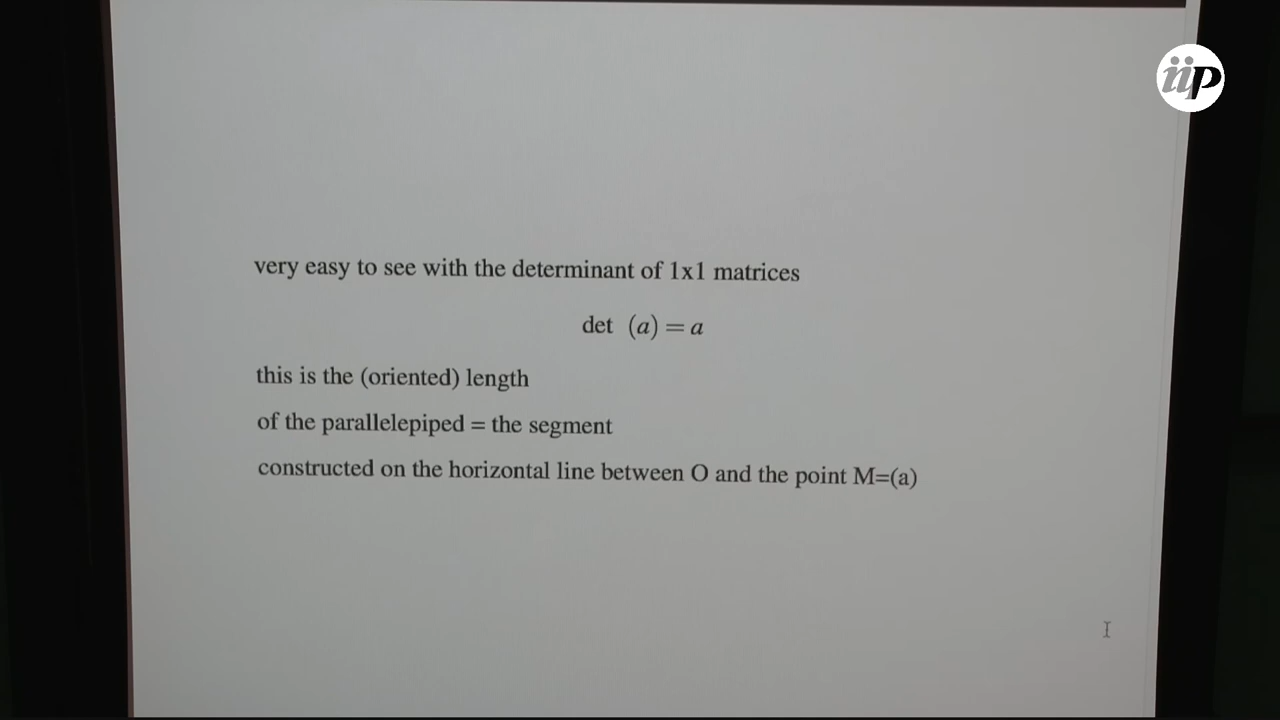 iip
very easy to see with the determinant of 1x1 matrices
det (a) = a
this is the (oriented) length
of the parallelepiped = the segment
constructed on the horizontal line between O and the point M=(a)